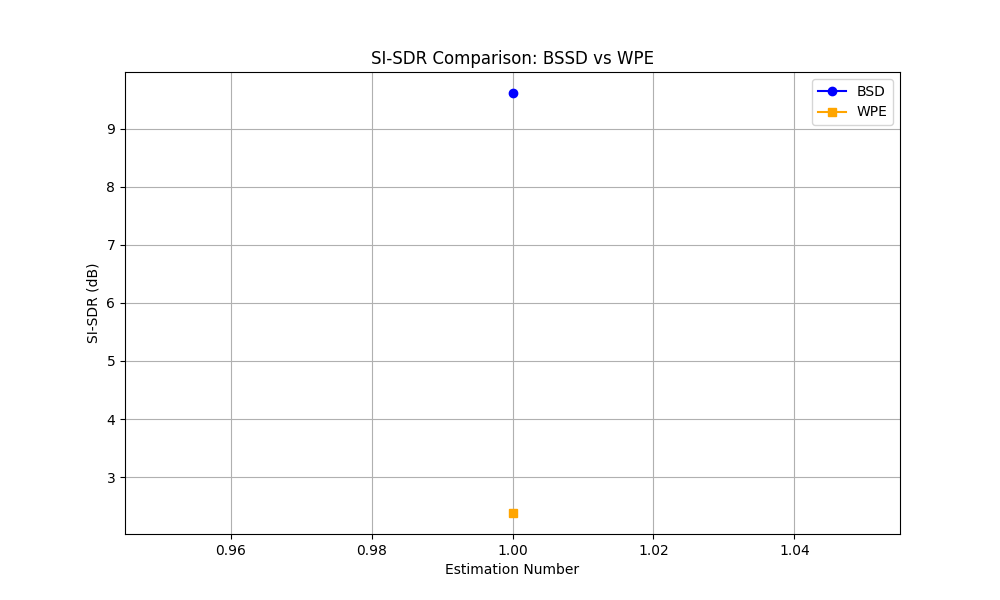 SI-SDR Comparison: BSSD vs WPE
BSD
WPE
9
8
7
6
5
4
3
SI-SDR (dB)
0.96 0.98 1.00 1.02 1.04
Estimation Number